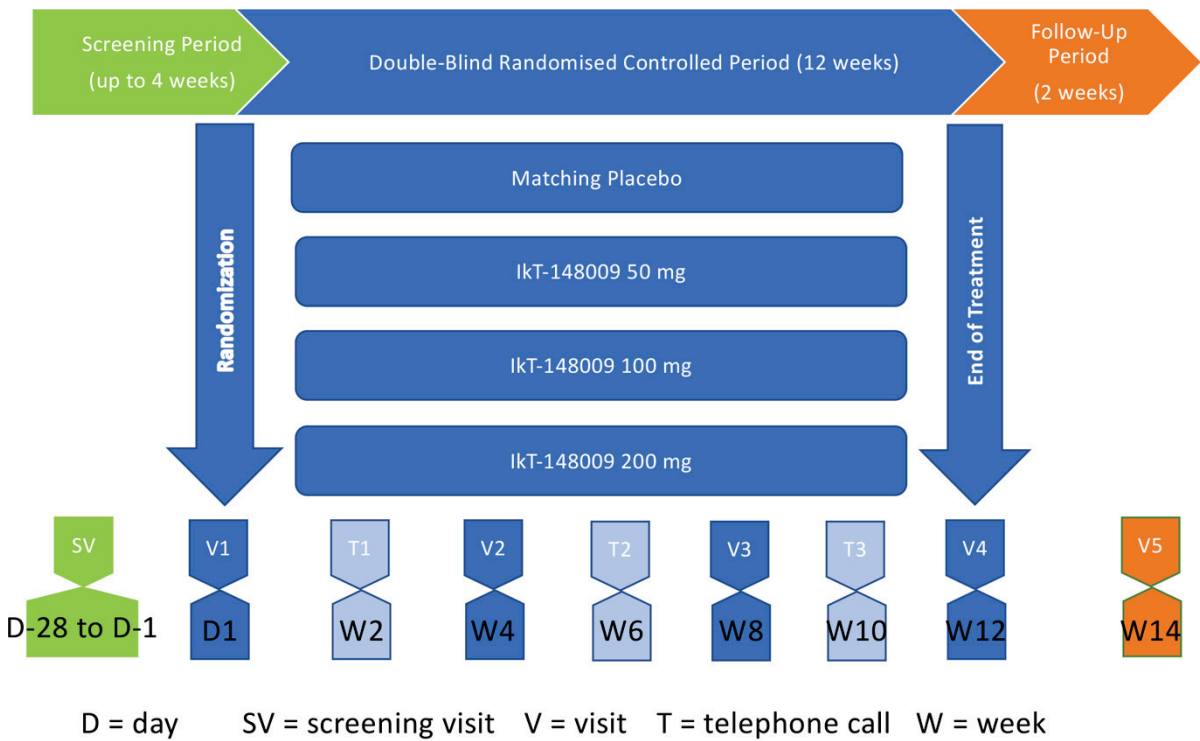 Screening Period
(up to 4 weeks)
Double-Blind Randomised Controlled Period (12 weeks)
Follow-Up
Period
(2 weeks)
Randomization
Matching Placebo
IkT-148009 50 mg
IkT-148009 100 mg
IkT-148009 200 mg
End of Treatment
SV
V1
T1
V2
T2
V3
T3
V4
V5
D-28 to D-1
D1
W2
W4
W6
W8
W10
W12
W14
D = day SV = screening visit V = visit T = telephone call W = week